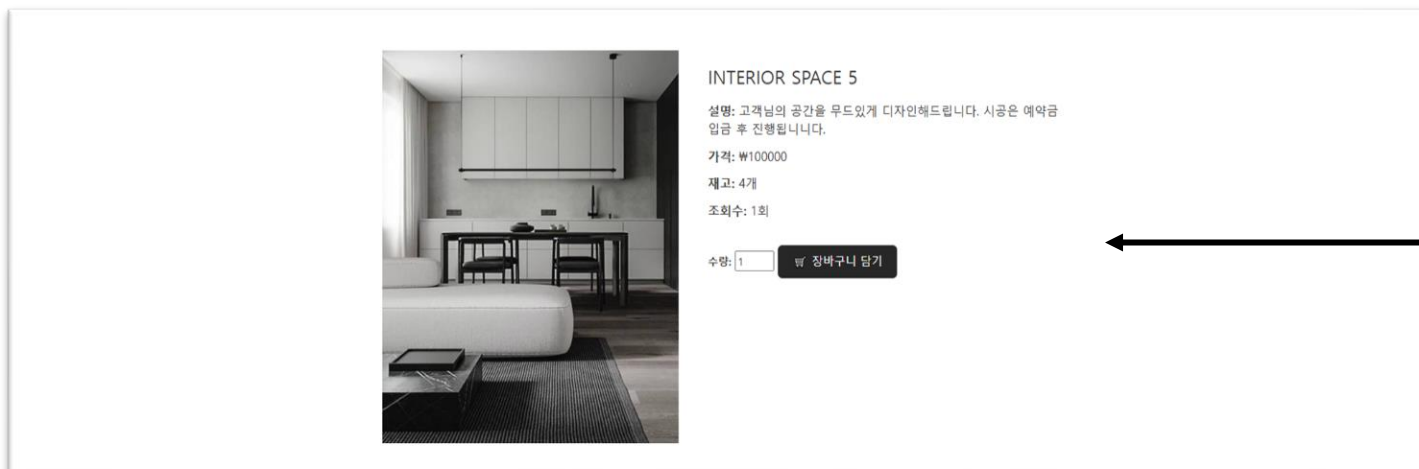 INTERIOR SPACE 5
설명: 고객님의 공간을 무드있게 디자인해드립니다. 시공은 예약금
입금 후 진행됩니니다.
가격: ₩100000
재고: 4개
조회수: 1회
수량: 1 🛒 장바구니 담기